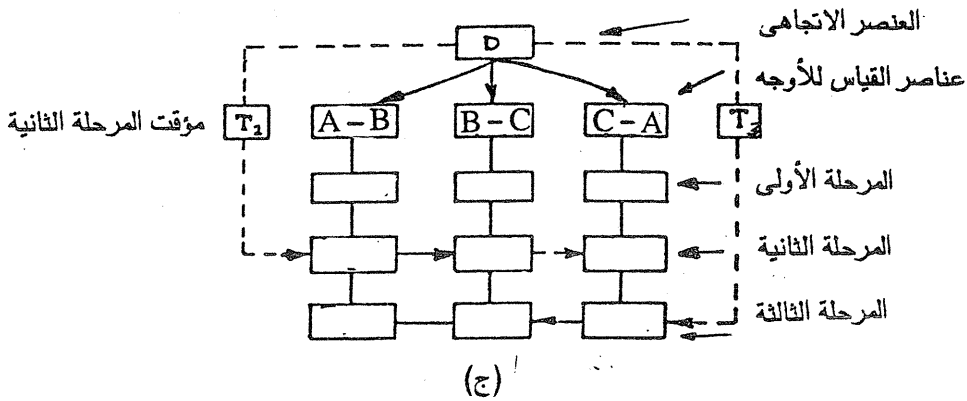 العنصر الاتجاهى
D
عناصر القياس للأوجه
مؤقت المرحلة الثانية
T₂
A – B
B – C
C – A
T₃
المرحلة الأولى
المرحلة الثانية
المرحلة الثالثة
(ج)